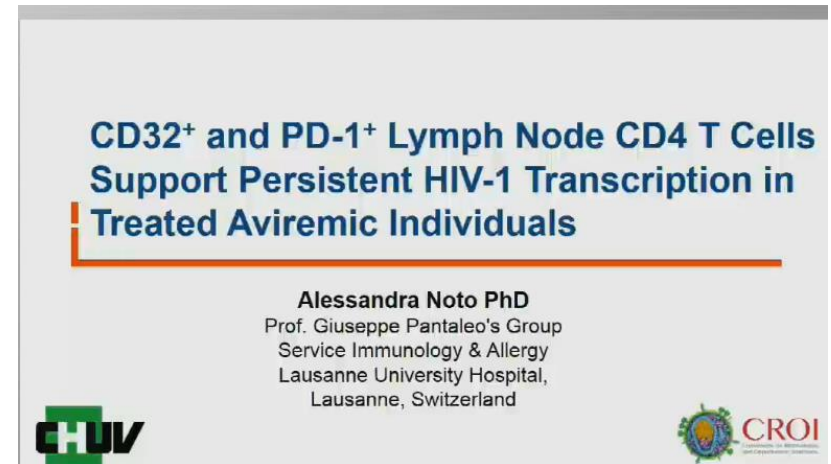 CD32⁺ and PD-1⁺ Lymph Node CD4 T Cells
Support Persistent HIV-1 Transcription in
Treated Aviremic Individuals
Alessandra Noto PhD
Prof. Giuseppe Pantaleo's Group
Service Immunology & Allergy
Lausanne University Hospital,
Lausanne, Switzerland
CHUV
CROI